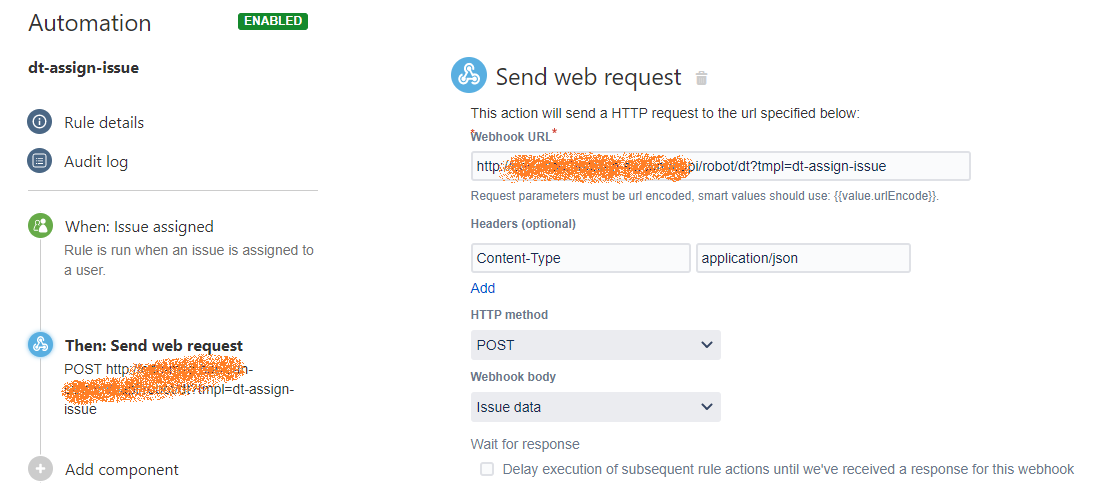 Automation
ENABLED
dt-assign-issue
Rule details
Audit log
When: Issue assigned
Rule is run when an issue is assigned to
a user.
Then: Send web request
POST http:
dt?tmpl=dt-assign-
issue
Add component
Send web request
This action will send a HTTP request to the url specified below:
*Webhook URL*
http:/ pi/robot/dt?tmpl=dt-assign-issue
Request parameters must be url encoded, smart values should use: {{value.urlEncode}}.
Headers (optional)
Content-Type application/json
Add
HTTP method
POST
Webhook body
Issue data
Wait for response
Delay execution of subsequent rule actions until we've received a response for this webhook